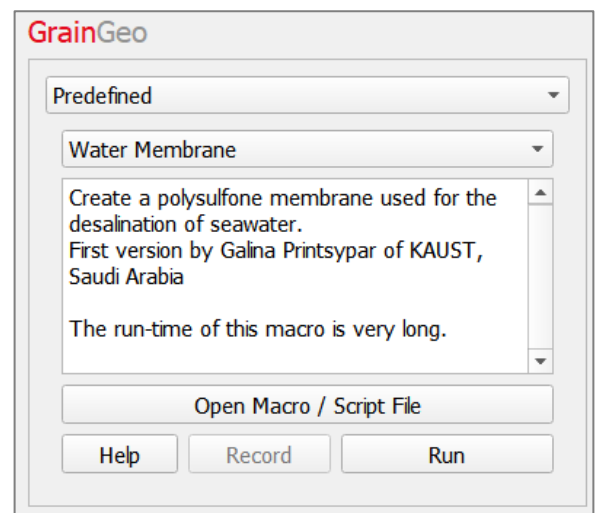 GrainGeo
Predefined
Water Membrane
Create a polysulfone membrane used for the
desalination of seawater.
First version by Galina Printsypar of KAUST,
Saudi Arabia
The run-time of this macro is very long.
Open Macro / Script File
Help Record Run